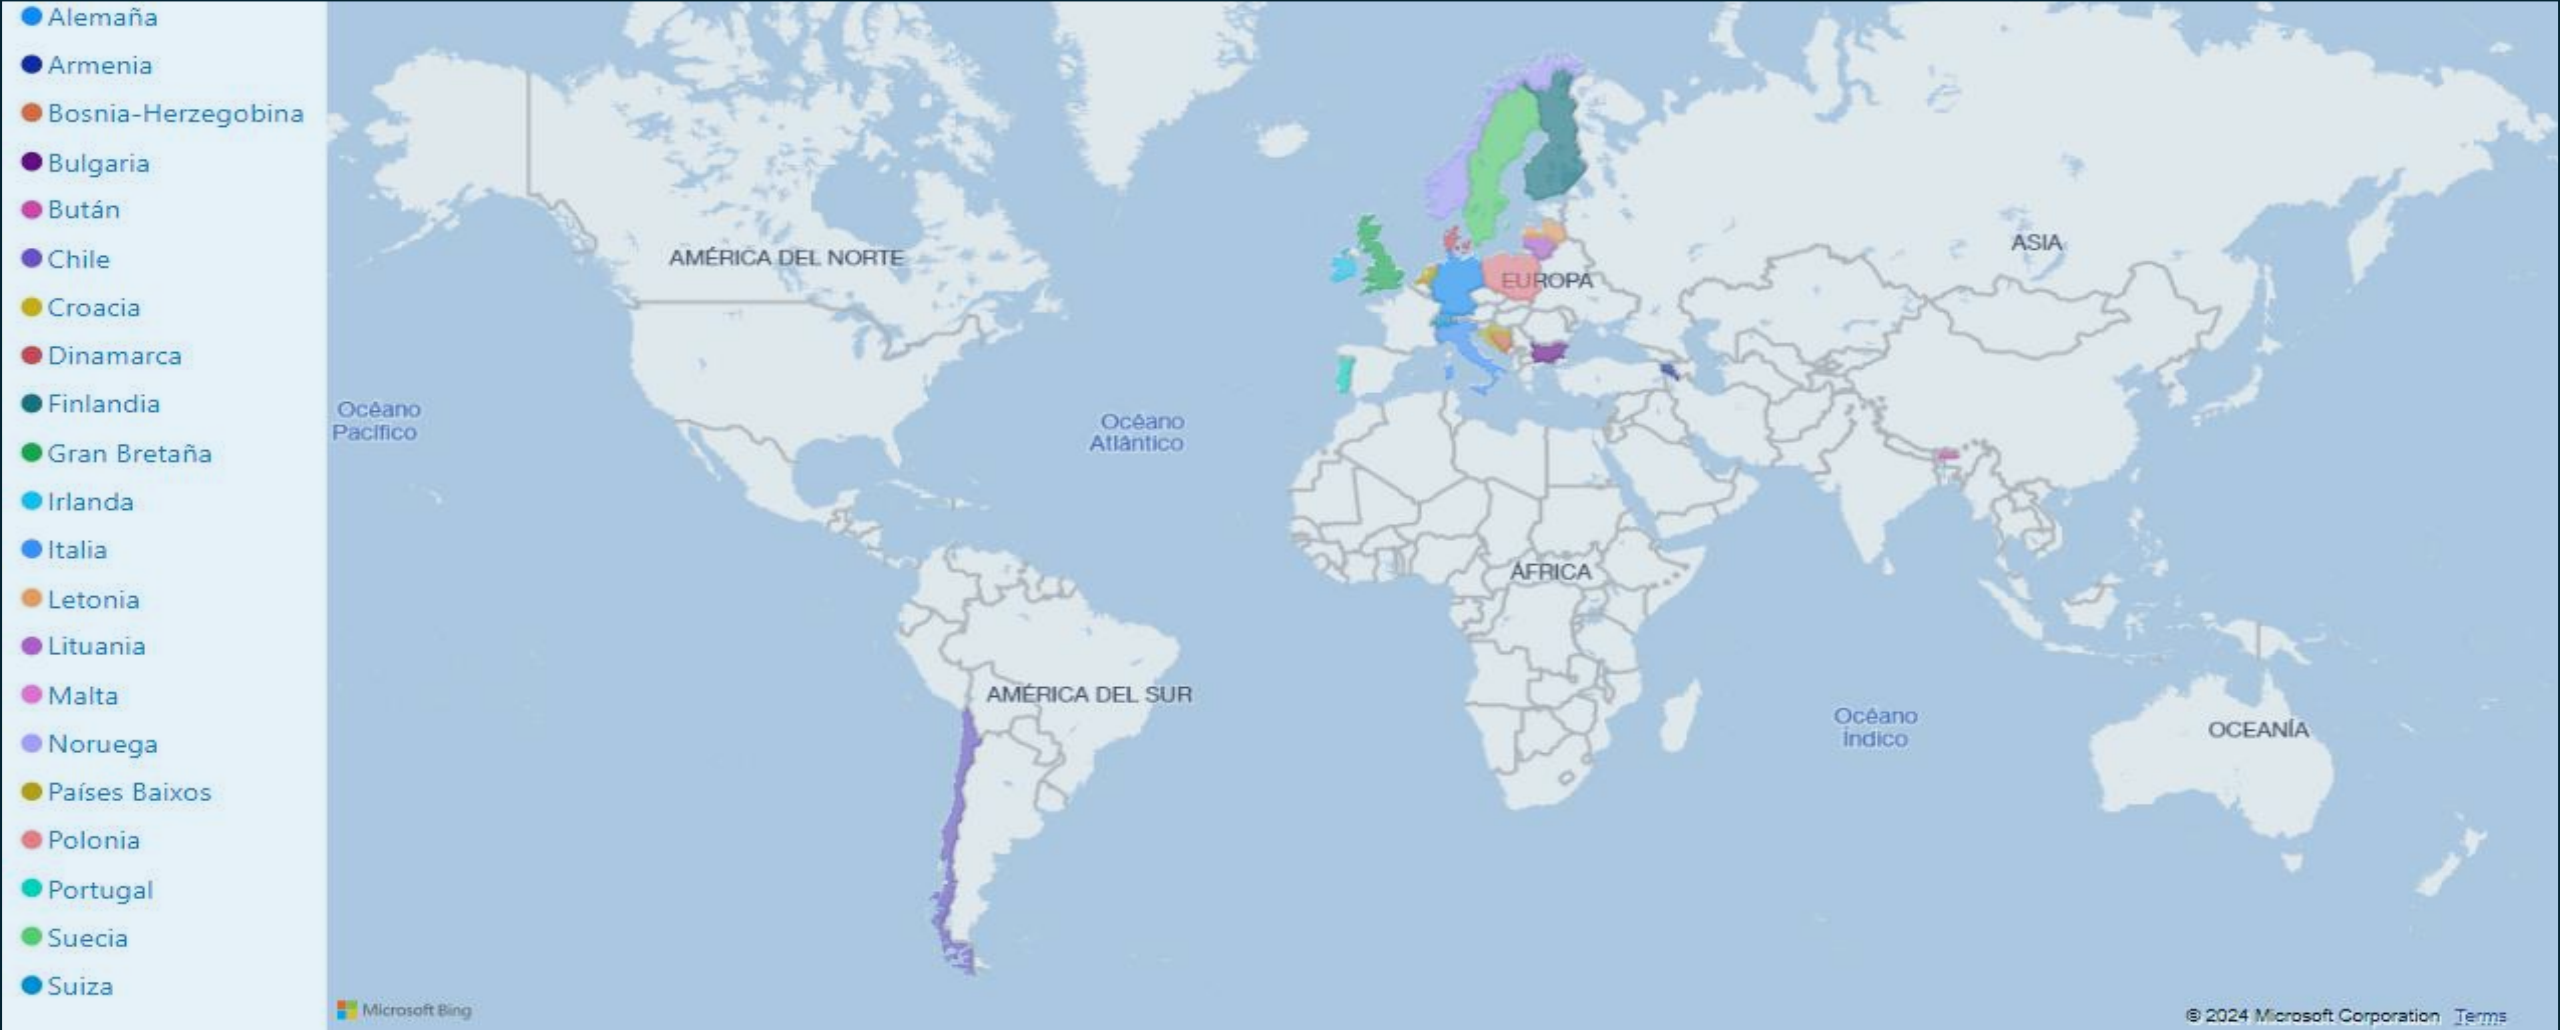 Alemaña
Armenia
Bosnia-Herzegobina
Bulgaria
Bután
Chile
Croacia
Dinamarca
Finlandia
Gran Bretaña
Irlanda
Italia
Letonia
Lituania
Malta
Noruega
Países Baixos
Polonia
Portugal
Suecia
Suiza
AMÉRICA DEL NORTE
EUROPA
ASIA
Océano
Pacífico
Océano
Atlántico
ÁFRICA
AMÉRICA DEL SUR
Océano
Índico
OCEANÍA
Microsoft Bing
© 2024 Microsoft Corporation Terms